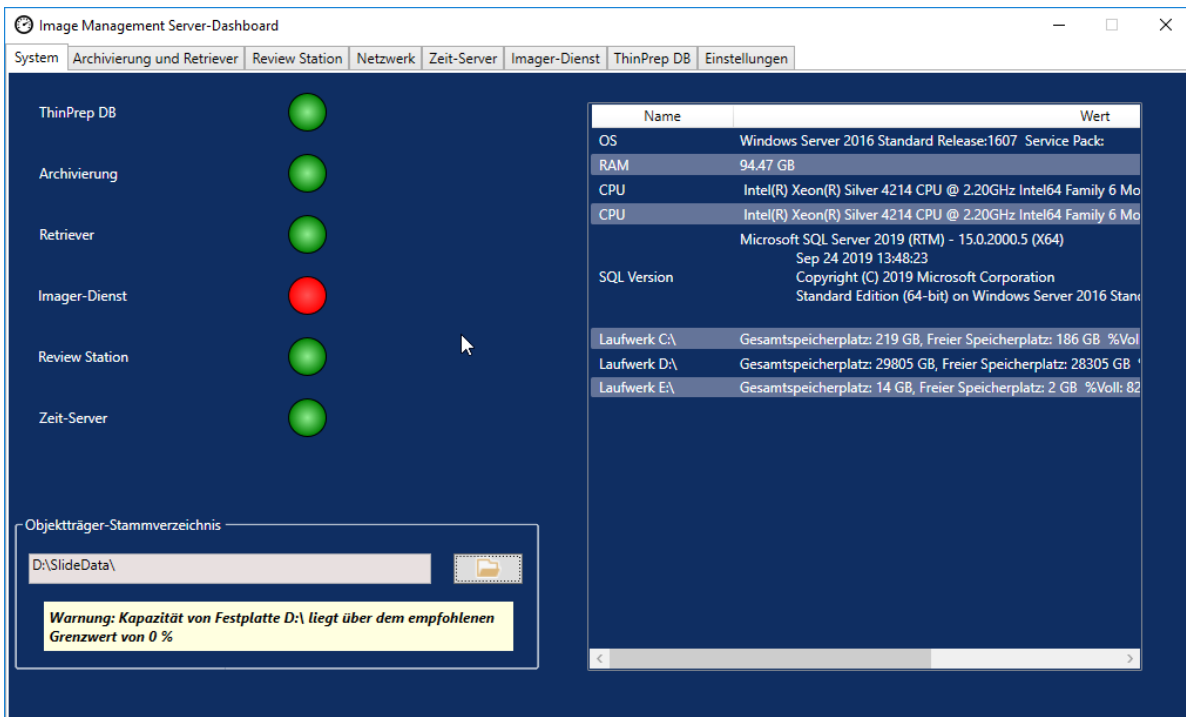 Image Management Server-Dashboard
System Archivierung und Retriever Review Station Netzwerk Zeit-Server Imager-Dienst ThinPrep DB Einstellungen
ThinPrep DB
Archivierung
Retriever
Imager-Dienst
Review Station
Zeit-Server
Objektträger-Stammverzeichnis
D:\SlideData\
Warnung: Kapazität von Festplatte D:\ liegt über dem empfohlenen
Grenzwert von 0 %
Name Wert
OS Windows Server 2016 Standard Release:1607 Service Pack:
RAM 94.47 GB
CPU Intel(R) Xeon(R) Silver 4214 CPU @ 2.20GHz Intel64 Family 6 Mo
CPU Intel(R) Xeon(R) Silver 4214 CPU @ 2.20GHz Intel64 Family 6 Mo
Microsoft SQL Server 2019 (RTM) - 15.0.2000.5 (X64)
Sep 24 2019 13:48:23
SQL Version Copyright (C) 2019 Microsoft Corporation
Standard Edition (64-bit) on Windows Server 2016 Stan
Laufwerk C:\ Gesamtspeicherplatz: 219 GB, Freier Speicherplatz: 186 GB %Vol
Laufwerk D:\ Gesamtspeicherplatz: 29805 GB, Freier Speicherplatz: 28305 GB
Laufwerk E:\ Gesamtspeicherplatz: 14 GB, Freier Speicherplatz: 2 GB %Voll: 82